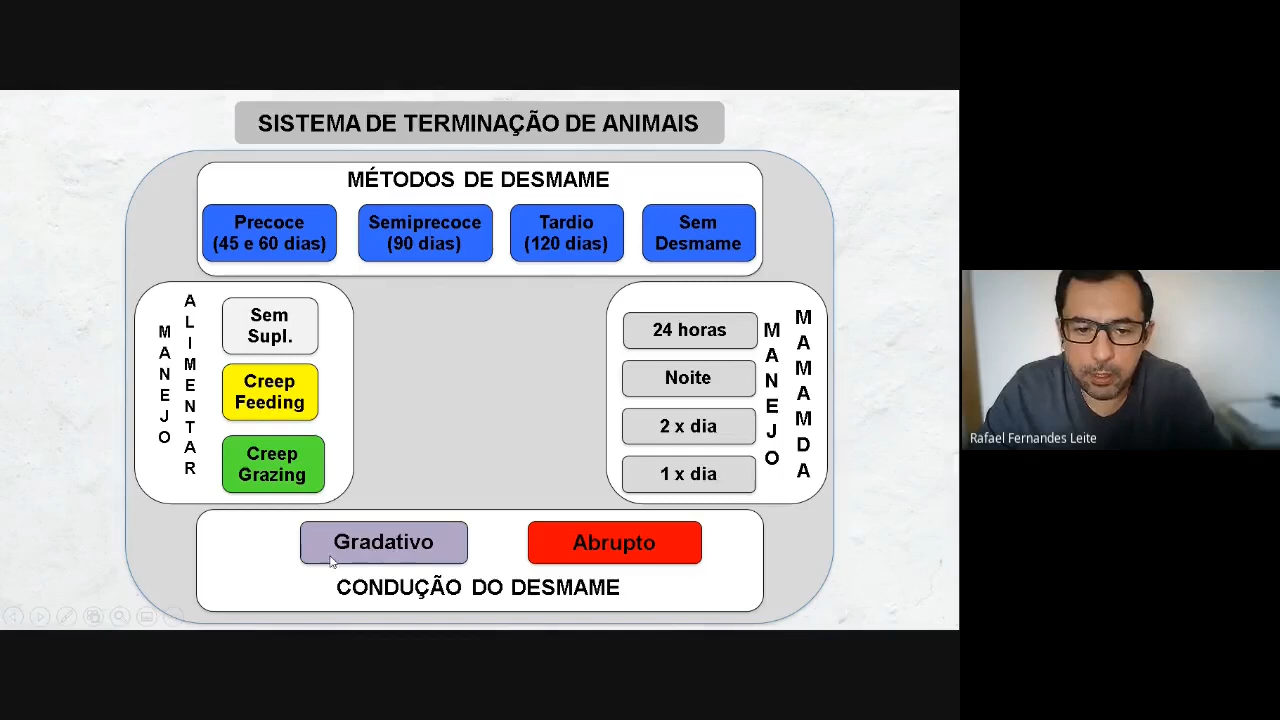 SISTEMA DE TERMINAÇÃO DE ANIMAIS
MÉTODOS DE DESMAME
Precoce
(45 e 60 dias)
Semiprecoce
(90 dias)
Tardio
(120 dias)
Sem
Desmame
MANEJO
ALIMENTAR
Sem
Supl.
Creep
Feeding
Creep
Grazing
24 horas
Noite
2 x dia
1 x dia
MANEJO
MAMAMDA
Gradativo
Abrupto
CONDUÇÃO DO DESMAME
Rafael Fernandes Leite